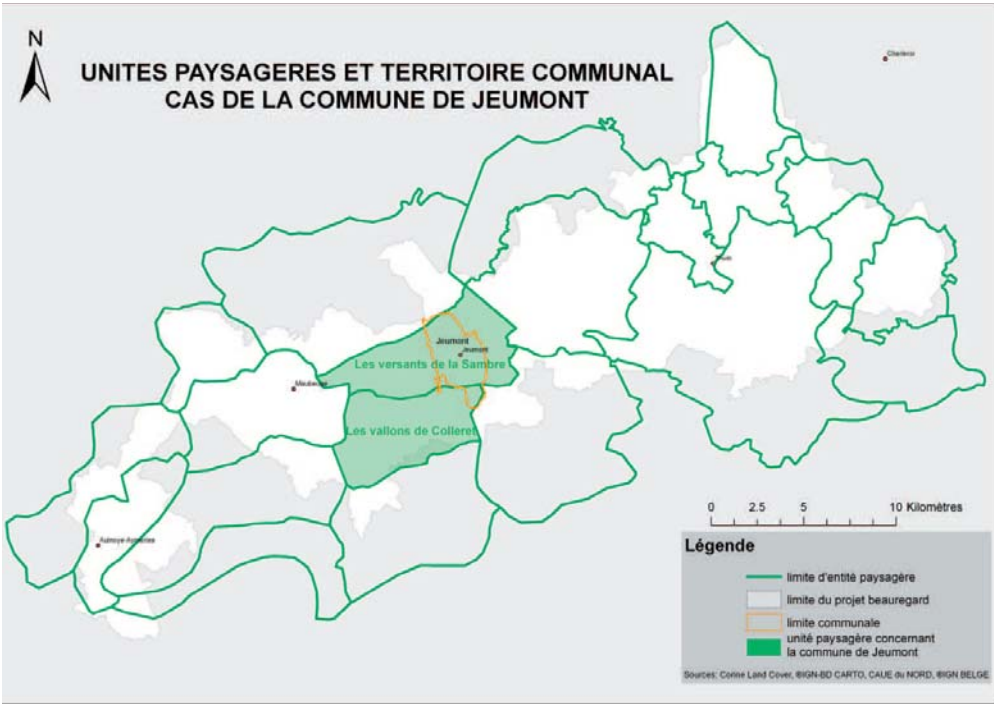 N
UNITES PAYSAGERES ET TERRITOIRE COMMUNAL
CAS DE LA COMMUNE DE JEUMONT
Charleroi
Thuin
Jeumont
Jeumont
Les versants de la Sambre
Maubeuge
Les vallons de Colleret
Aulnoye-Aymeries
0 2.5 5 10 Kilomètres
Légende
limite d'entité paysagère
limite du projet beauregard
limite communale
unité paysagère concernant
la commune de Jeumont
Sources: Corine Land Cover, ®IGN-BD CARTO, CAUE du NORD, ®IGN BELGE